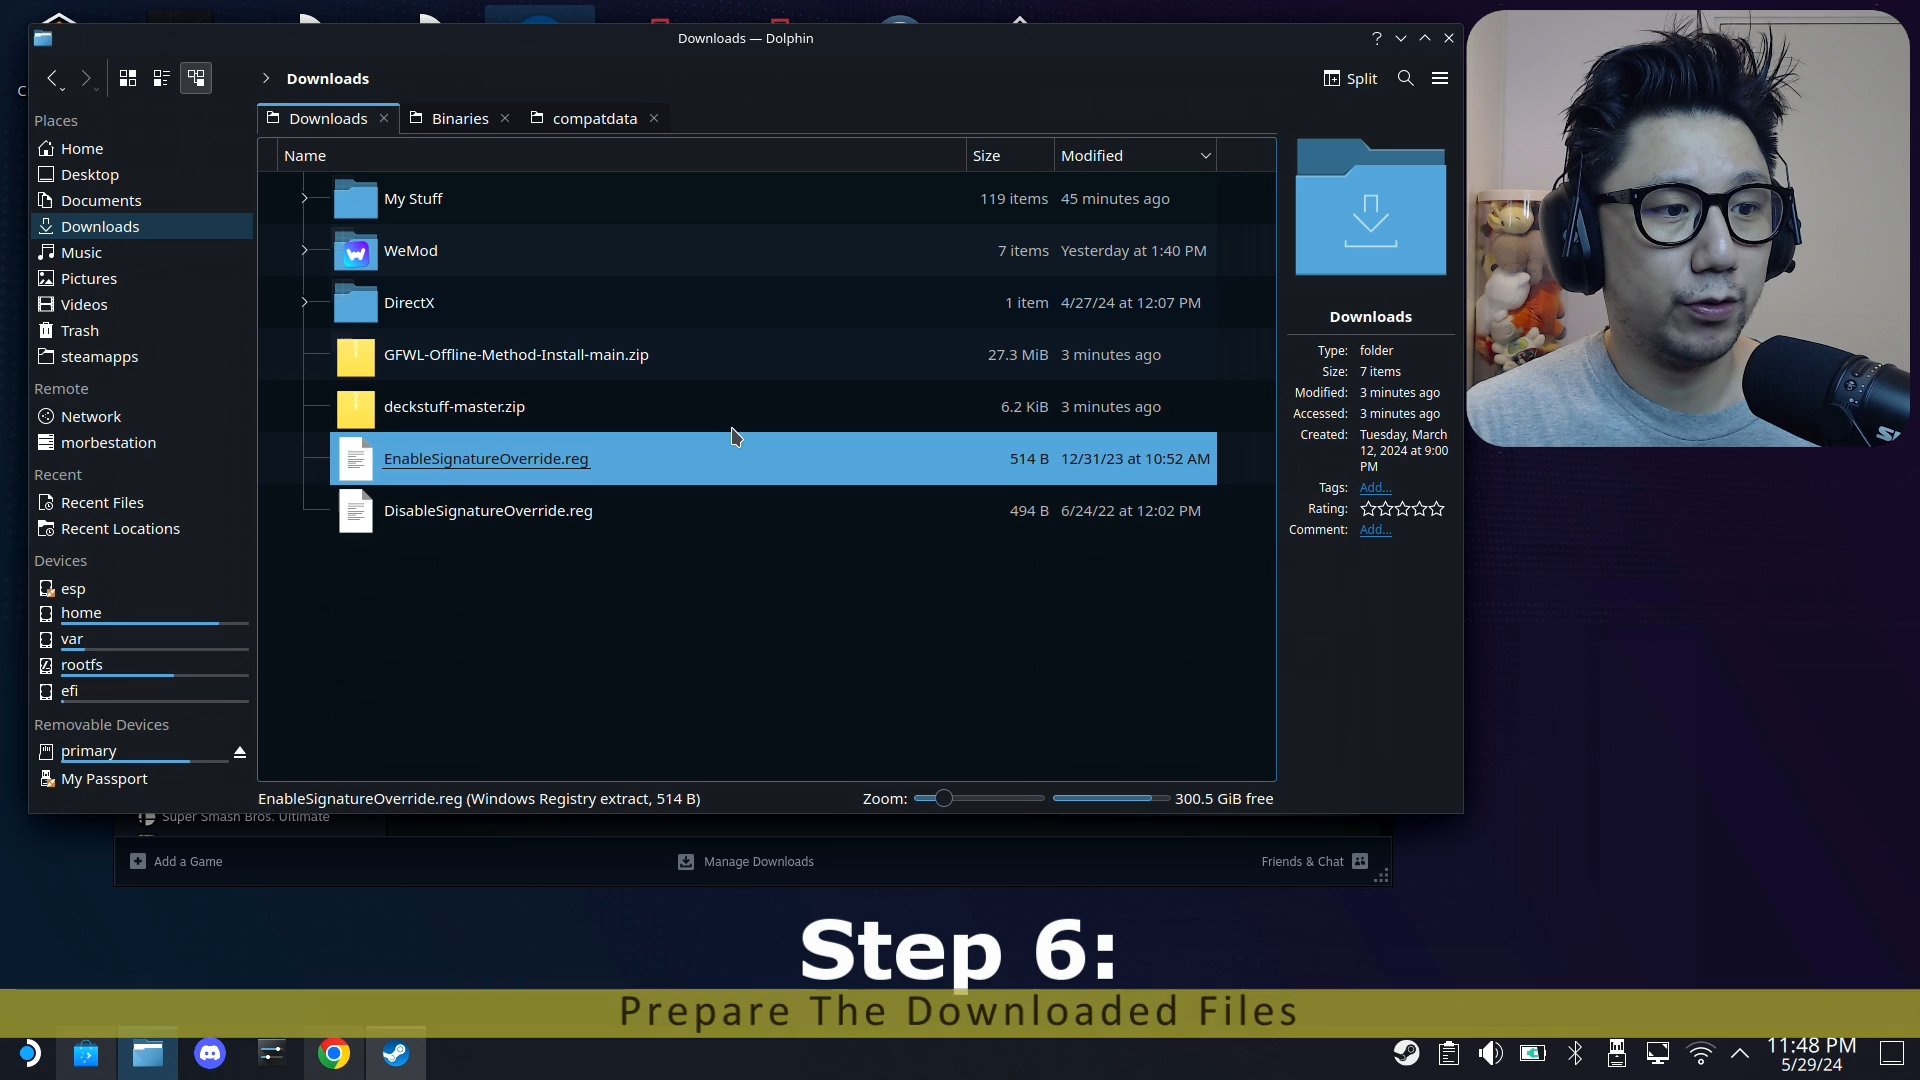 Downloads — Dolphin
Downloads
Split
Downloads
Binaries
compatdata
Places
Home
Desktop
Documents
Downloads
Music
Pictures
Videos
Trash
steamapps
Remote
Network
morbestation
Recent
Recent Files
Recent Locations
Devices
esp
home
var
rootfs
efi
Removable Devices
primary
My Passport
Name Size Modified
My Stuff 119 items 45 minutes ago
WeMod 7 items Yesterday at 1:40 PM
DirectX 1 item 4/27/24 at 12:07 PM
GFWL-Offline-Method-Install-main.zip 27.3 MiB 3 minutes ago
deckstuff-master.zip 6.2 KiB 3 minutes ago
EnableSignatureOverride.reg 514 B 12/31/23 at 10:52 AM
DisableSignatureOverride.reg 494 B 6/24/22 at 12:02 PM
Downloads
Type: folder
Size: 7 items
Modified: 3 minutes ago
Accessed: 3 minutes ago
Created: Tuesday, March
12, 2024 at 9:00
PM
Tags: Add...
Rating:
Comment: Add...
EnableSignatureOverride.reg (Windows Registry extract, 514 B)
Zoom:
300.5 GiB free
Super Smash Bros. Ultimate
Add a Game
Manage Downloads
Friends & Chat
Step 6:
Prepare The Downloaded Files
11:48 PM
5/29/24